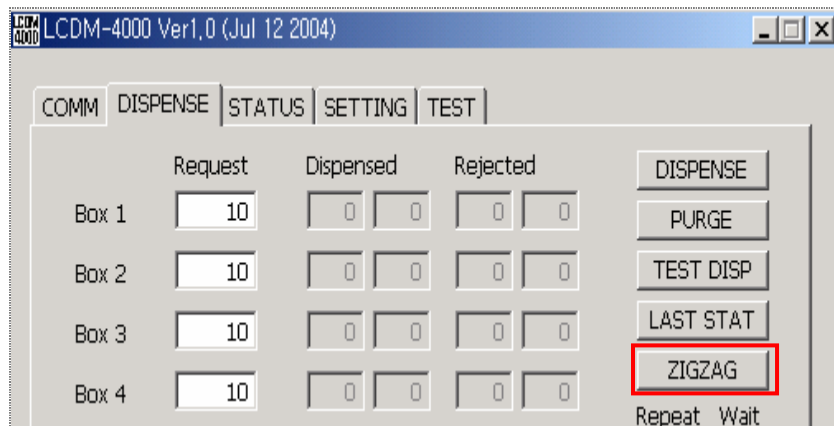 LCDM 4000 LCDM-4000 Ver1,0 (Jul 12 2004)
COMM DISPENSE STATUS SETTING TEST
Request Dispensed Rejected DISPENSE
Box 1 10 0 0 0 0 PURGE
Box 2 10 0 0 0 0 TEST DISP
Box 3 10 0 0 0 0 LAST STAT
Box 4 10 0 0 0 0 ZIGZAG
Repeat Wait